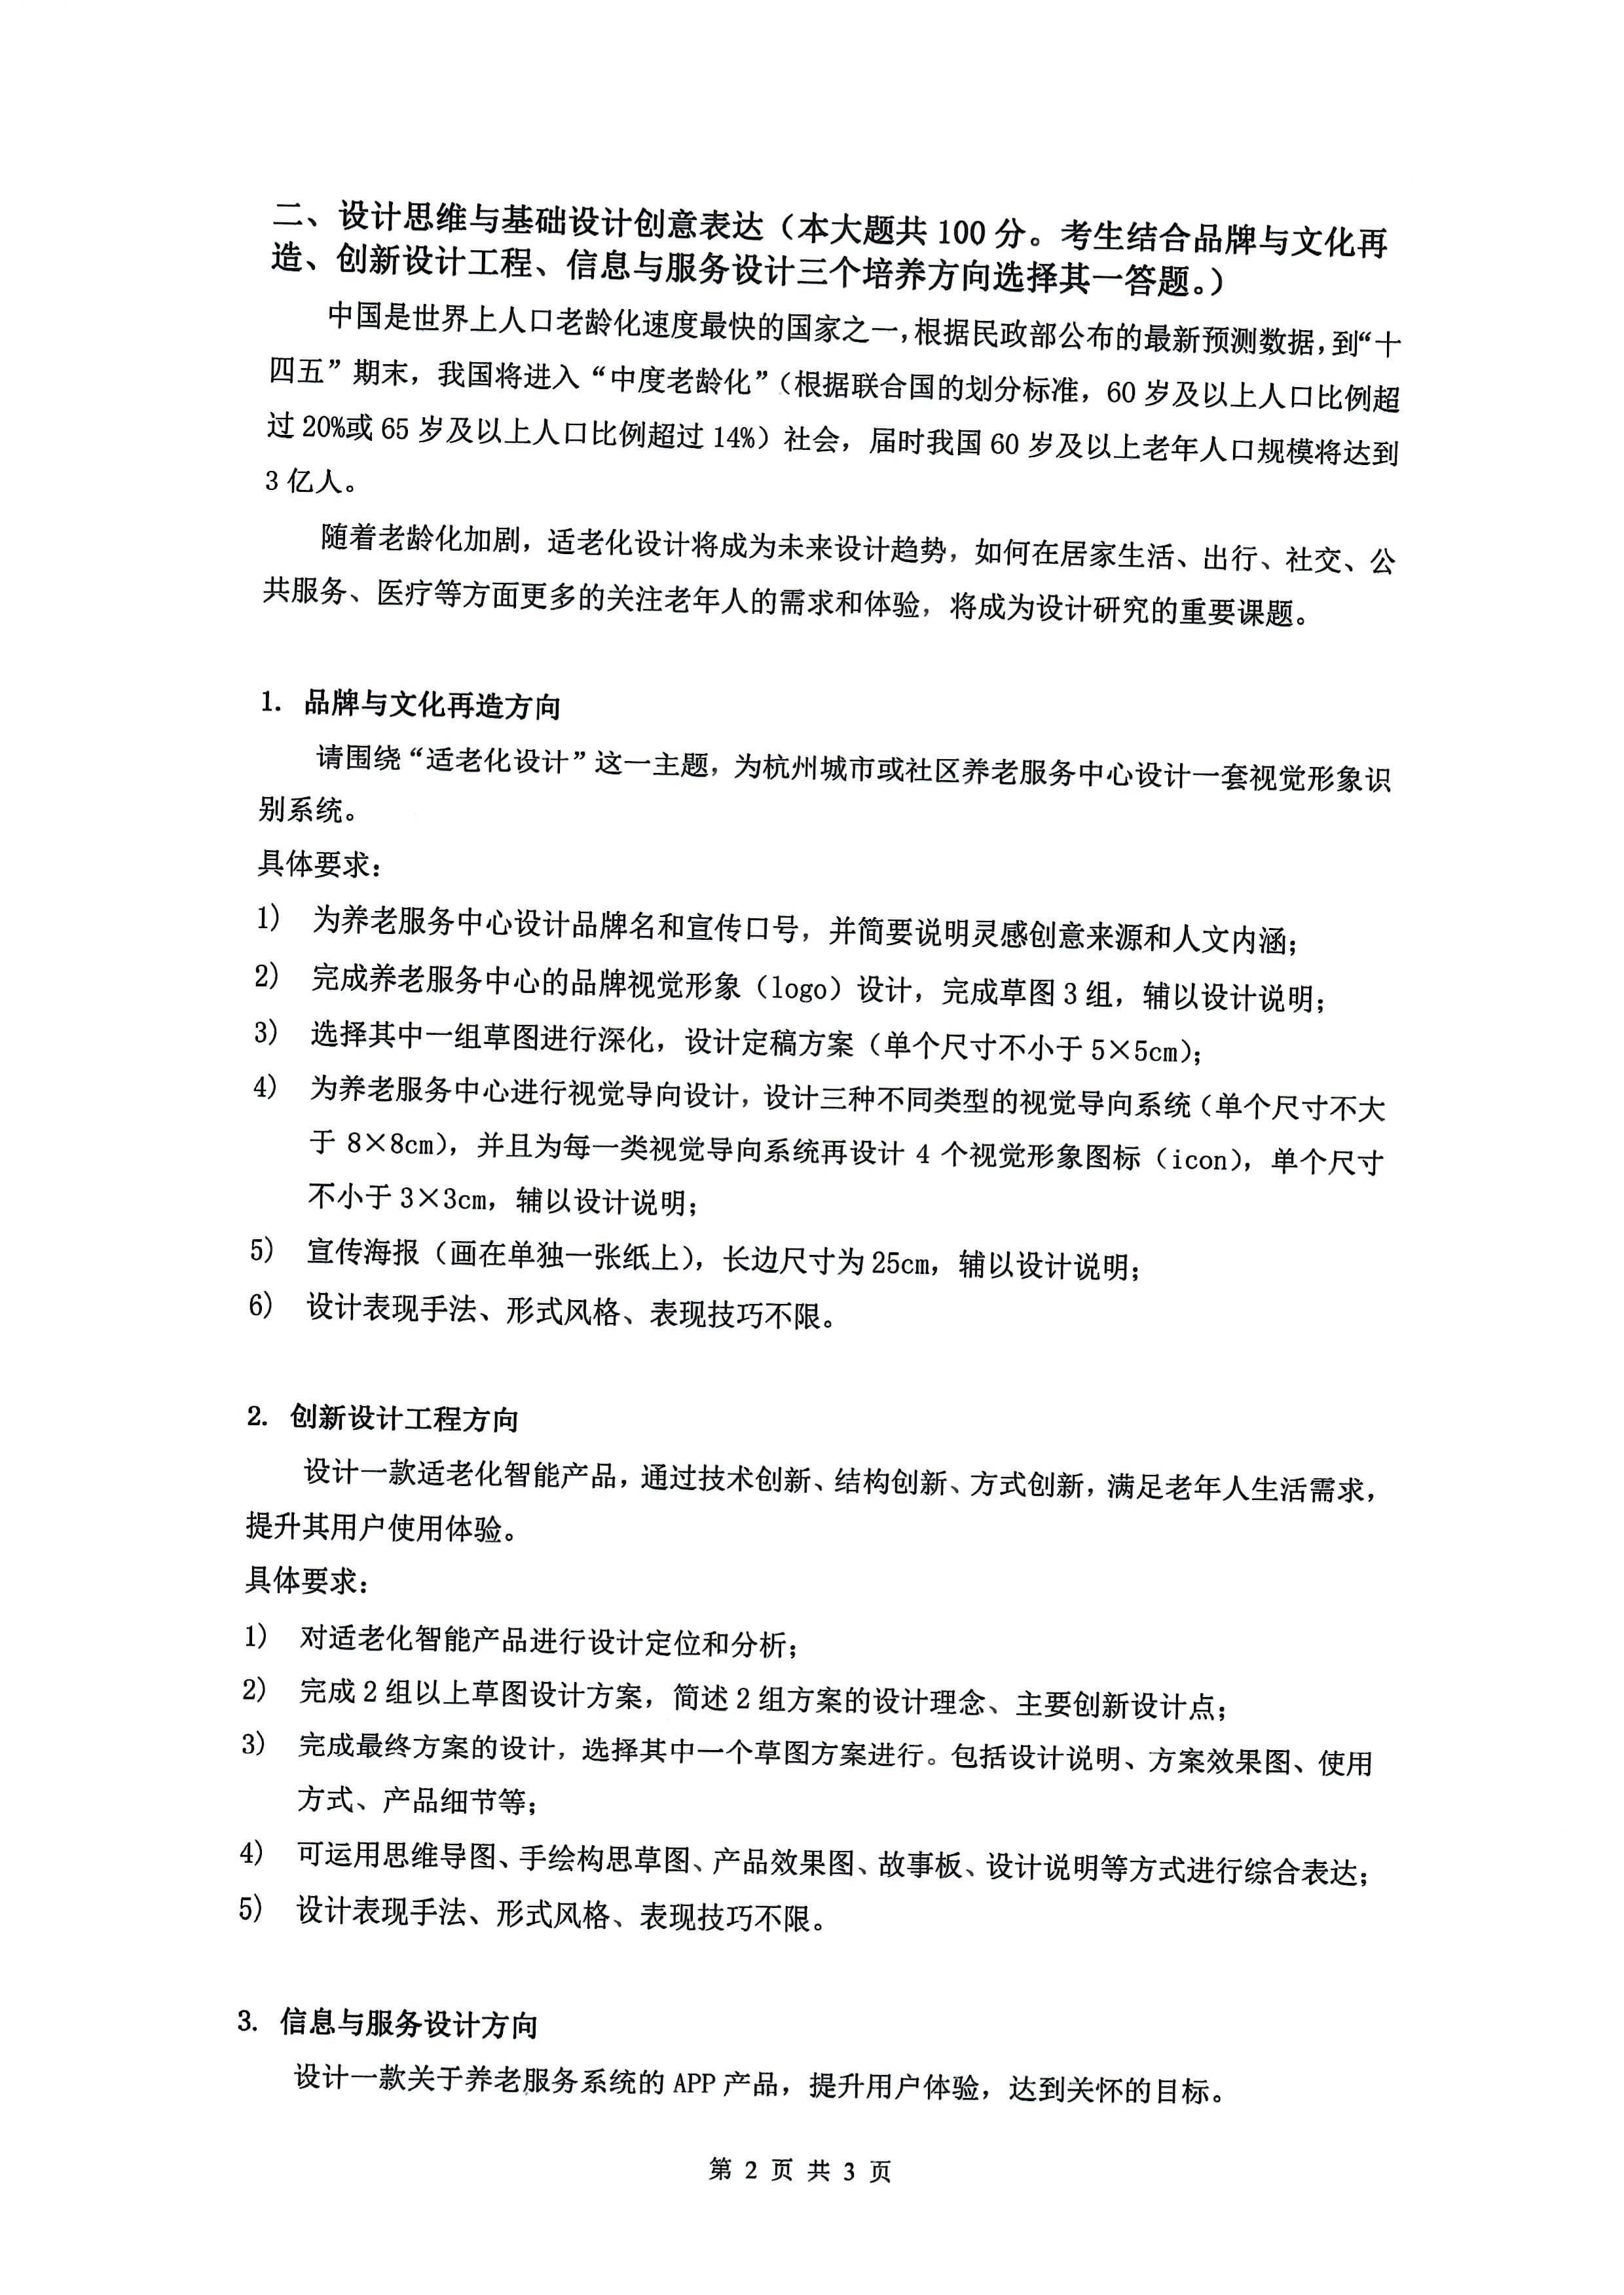 二、设计思维与基础设计创意表达（本大题共 100 分。考生结合品牌与文化再
造、创新设计工程、信息与服务设计三个培养方向选择其一答题。）
中国是世界上人口老龄化速度最快的国家之一，根据民政部公布的最新预测数据，到“十
四五”期末，我国将进入“中度老龄化”（根据联合国的划分标准，60 岁及以上人口比例超
过 20%或 65 岁及以上人口比例超过 14%）社会，届时我国 60 岁及以上老年人口规模将达到
3 亿人。
随着老龄化加剧，适老化设计将成为未来设计趋势，如何在居家生活、出行、社交、公
共服务、医疗等方面更多的关注老年人的需求和体验，将成为设计研究的重要课题。
1. 品牌与文化再造方向
请围绕“适老化设计”这一主题，为杭州城市或社区养老服务中心设计一套视觉形象识
别系统。
具体要求：
1） 为养老服务中心设计品牌名和宣传口号，并简要说明灵感创意来源和人文内涵；
2） 完成养老服务中心的品牌视觉形象（logo）设计，完成草图 3 组，辅以设计说明；
3） 选择其中一组草图进行深化，设计定稿方案（单个尺寸不小于 5×5cm）；
4） 为养老服务中心进行视觉导向设计，设计三种不同类型的视觉导向系统（单个尺寸不大
于 8×8cm），并且为每一类视觉导向系统再设计 4 个视觉形象图标（icon），单个尺寸
不小于 3×3cm，辅以设计说明；
5） 宣传海报（画在单独一张纸上），长边尺寸为 25cm，辅以设计说明；
6） 设计表现手法、形式风格、表现技巧不限。
2. 创新设计工程方向
设计一款适老化智能产品，通过技术创新、结构创新、方式创新，满足老年人生活需求，
提升其用户使用体验。
具体要求：
1） 对适老化智能产品进行设计定位和分析；
2） 完成 2 组以上草图设计方案，简述 2 组方案的设计理念、主要创新设计点；
3） 完成最终方案的设计，选择其中一个草图方案进行。包括设计说明、方案效果图、使用
方式、产品细节等；
4） 可运用思维导图、手绘构思草图、产品效果图、故事板、设计说明等方式进行综合表达；
5） 设计表现手法、形式风格、表现技巧不限。
3. 信息与服务设计方向
设计一款关于养老服务系统的 APP 产品，提升用户体验，达到关怀的目标。
第 2 页 共 3 页